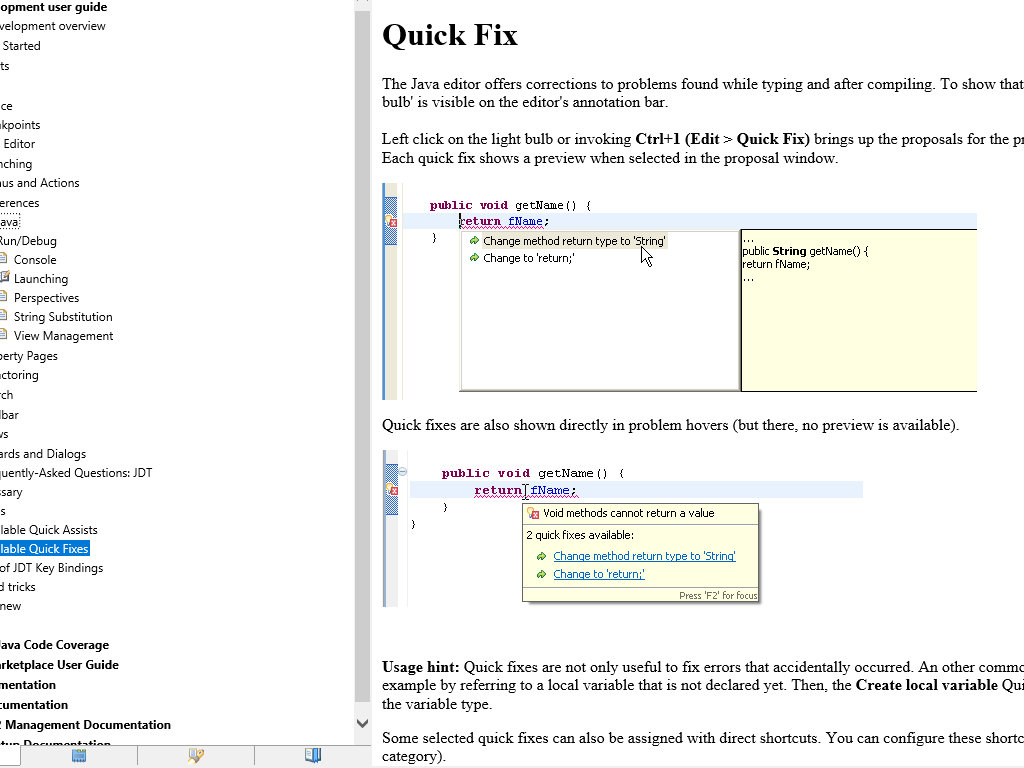 opment user guide
velopment overview
Started
ts
ce
kpoints
Editor
nching
us and Actions
erences
ava
Run/Debug
Console
Launching
Perspectives
String Substitution
View Management
erty Pages
ctoring
rch
lbar
ws
ards and Dialogs
quently-Asked Questions: JDT
ssary
s
lable Quick Assists
lable Quick Fixes
of JDT Key Bindings
d tricks
new
Java Code Coverage
arketplace User Guide
mentation
cumentation
2 Management Documentation
tup Documentation
Quick Fix
The Java editor offers corrections to problems found while typing and after compiling. To show that
bulb' is visible on the editor's annotation bar.
Left click on the light bulb or invoking Ctrl+1 (Edit > Quick Fix) brings up the proposals for the pr
Each quick fix shows a preview when selected in the proposal window.
public void getName() {
return fName;
}
Change method return type to 'String'
Change to 'return;'
...
public String getName() {
return fName;
...
Quick fixes are also shown directly in problem hovers (but there, no preview is available).
public void getName() {
return fName;
}
}
Void methods cannot return a value
2 quick fixes available:
Change method return type to 'String'
Change to 'return;'
Press 'F2' for focus
Usage hint: Quick fixes are not only useful to fix errors that accidentally occurred. An other commo
example by referring to a local variable that is not declared yet. Then, the Create local variable Qui
the variable type.
Some selected quick fixes can also be assigned with direct shortcuts. You can configure these shortc
category).